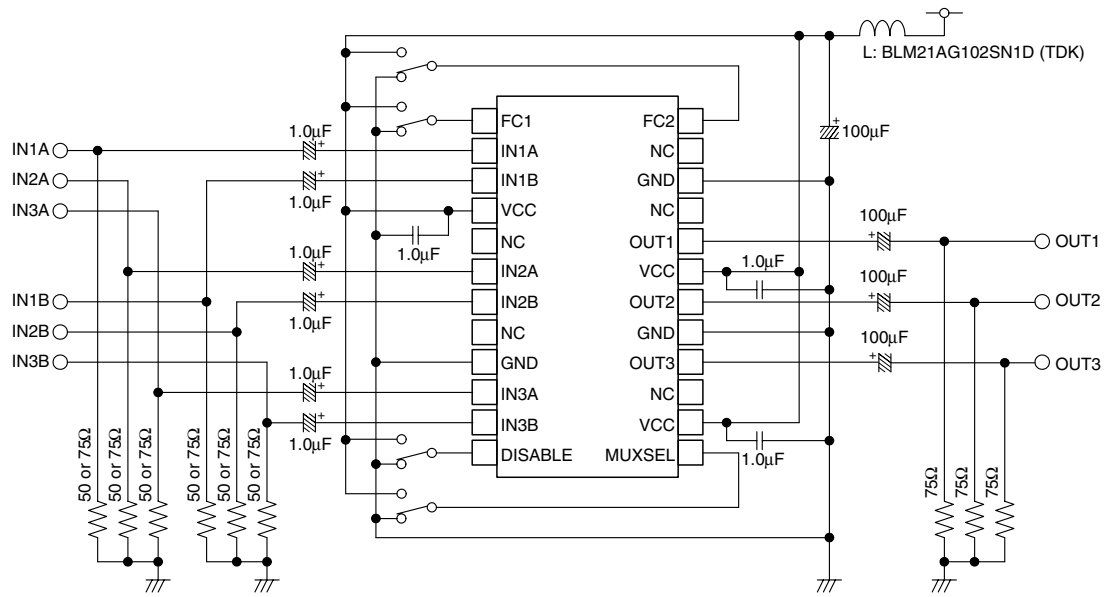 L: BLM21AG102SN1D (TDK)
FC1
FC2
1.0µF
100µF
IN1A
IN1A
NC
IN2A
IN1B
GND
1.0µF
IN3A
VCC
NC
100µF
NC
OUT1
OUT1
1.0µF
1.0µF
1.0µF
IN2A
VCC
100µF
IN1B
IN2B
OUT2
OUT2
1.0µF
IN2B
NC
GND
100µF
IN3B
GND
OUT3
OUT3
1.0µF
IN3A
NC
IN3B
VCC
1.0µF
DISABLE
MUXSEL
1.0µF
50 or 75Ω
50 or 75Ω
50 or 75Ω
50 or 75Ω
50 or 75Ω
50 or 75Ω
75Ω
75Ω
75Ω